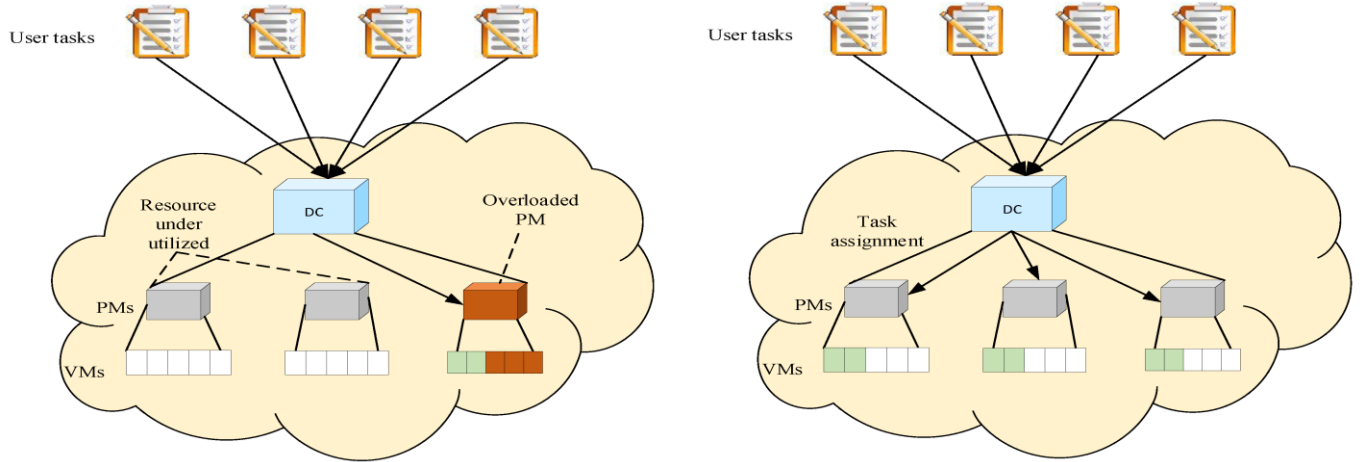 User tasks
DC
Resource
under
utilized
Overloaded
PM
PMs
VMs
User tasks
DC
Task
assignment
PMs
VMs